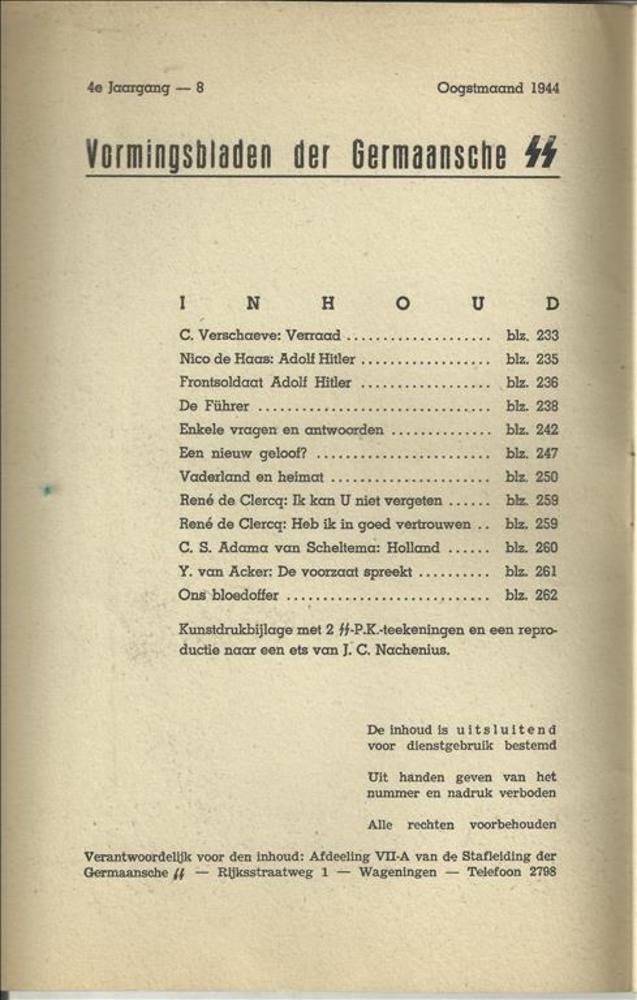 4e Jaargang — 8 Oogstmaand 1944
Vormingsbladen der Germaansche ϟϟ
I N H O U D
C. Verschaeve: Verraad .................... blz. 233
Nico de Haas: Adolf Hitler .................. blz. 235
Frontsoldaat Adolf Hitler .................. blz. 236
De Führer ................................ blz. 238
Enkele vragen en antwoorden .............. blz. 242
Een nieuw geloof? ........................ blz. 247
Vaderland en heimat ...................... blz. 250
René de Clercq: Ik kan U niet vergeten ...... blz. 259
René de Clercq: Heb ik in goed vertrouwen .. blz. 259
C. S. Adama van Scheltema: Holland ...... blz. 260
Y. van Acker: De voorzaat spreekt .......... blz. 261
Ons bloedoffer ............................ blz. 262
Kunstdrukbijlage met 2 ϟϟ-P.K.-teekeningen en een repro-
ductie naar een ets van J. C. Nachenius.
De inhoud is uitsluitend
voor dienstgebruik bestemd
Uit handen geven van het
nummer en nadruk verboden
Alle rechten voorbehouden
Verantwoordelijk voor den inhoud: Afdeeling VII-A van de Stafleiding der
Germaansche ϟϟ — Rijksstraatweg 1 — Wageningen — Telefoon 2798